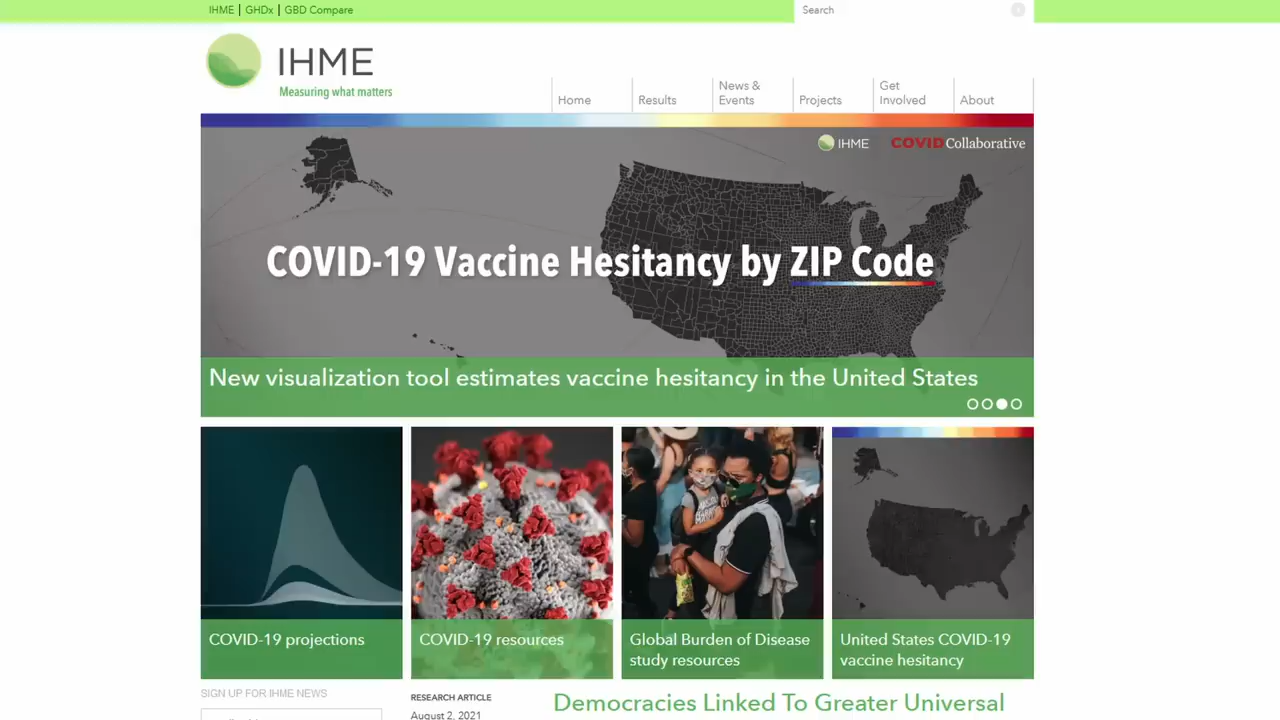 IHME | GHDx | GBD Compare
Search
IHME
Measuring what matters
Home
Results
News &
Events
Projects
Get
Involved
About
IHME
COVID Collaborative
COVID-19 Vaccine Hesitancy by ZIP Code
New visualization tool estimates vaccine hesitancy in the United States
COVID-19 projections
COVID-19 resources
Global Burden of Disease
study resources
United States COVID-19
vaccine hesitancy
SIGN UP FOR IHME NEWS
RESEARCH ARTICLE
August 2, 2021
Democracies Linked To Greater Universal